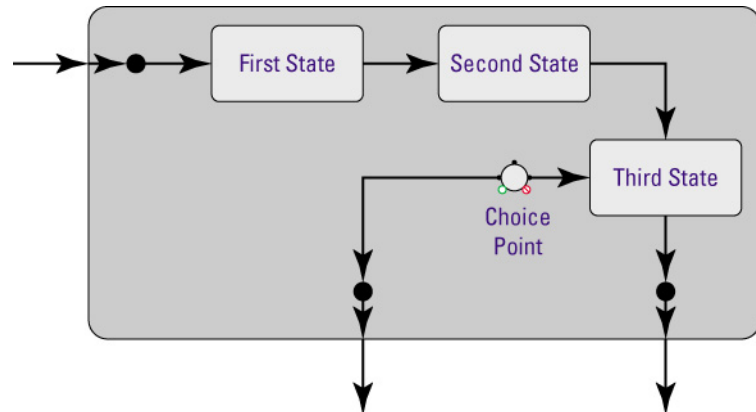 First State
Second State
Third State
Choice
Point